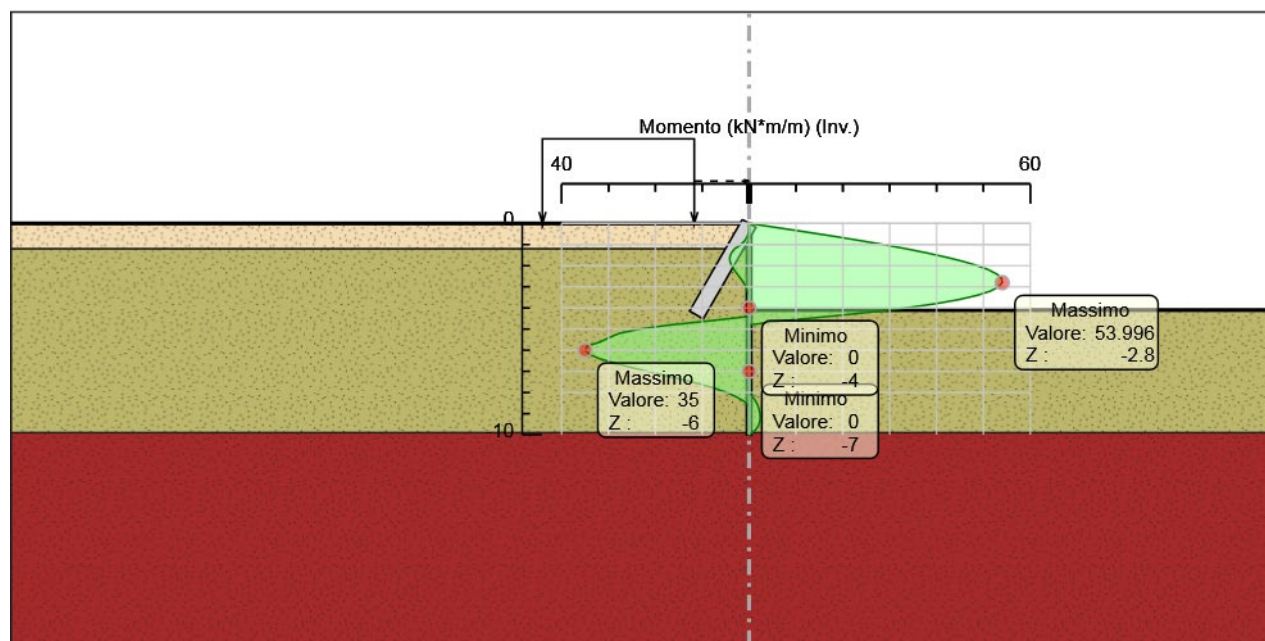 Momento (kN*m/m) (Inv.)
40
60
0
Massimo
Valore: 53.996
Z : -2.8
Minimo
Valore: 0
Z : -4
Massimo
Valore: 35
Z : -6
Minimo
Valore: 0
Z : -7
10